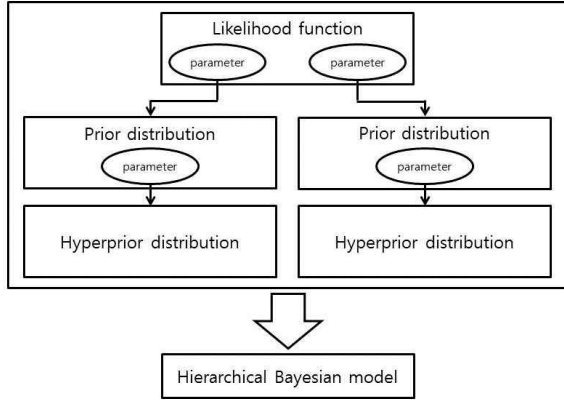 Likelihood function
parameter parameter
Prior distribution Prior distribution
parameter parameter
Hyperprior distribution Hyperprior distribution
Hierarchical Bayesian model